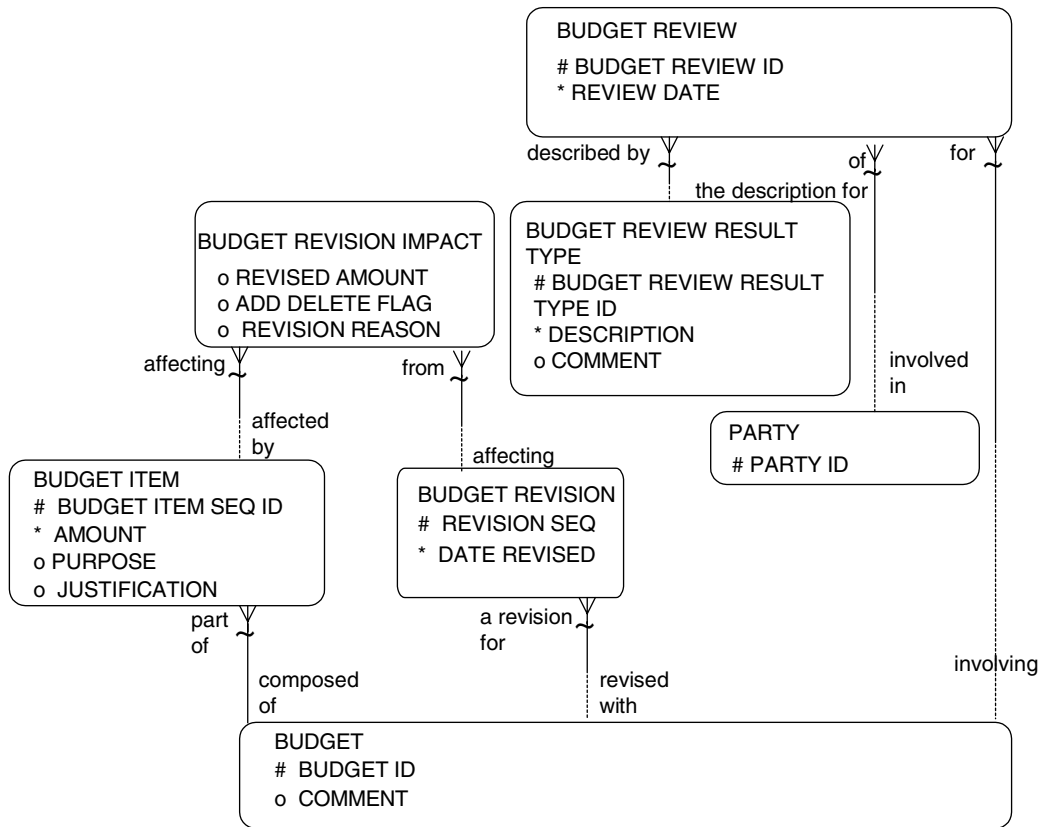 BUDGET REVIEW
# BUDGET REVIEW ID
* REVIEW DATE
described by
of
for
the description for
BUDGET REVISION IMPACT
o REVISED AMOUNT
o ADD DELETE FLAG
o REVISION REASON
BUDGET REVIEW RESULT
TYPE
# BUDGET REVIEW RESULT
TYPE ID
* DESCRIPTION
o COMMENT
affecting
from
involved
in
affected
by
affecting
PARTY
# PARTY ID
BUDGET ITEM
# BUDGET ITEM SEQ ID
* AMOUNT
o PURPOSE
o JUSTIFICATION
BUDGET REVISION
# REVISION SEQ
* DATE REVISED
part
of
a revision
for
involving
composed
of
revised
with
BUDGET
# BUDGET ID
o COMMENT